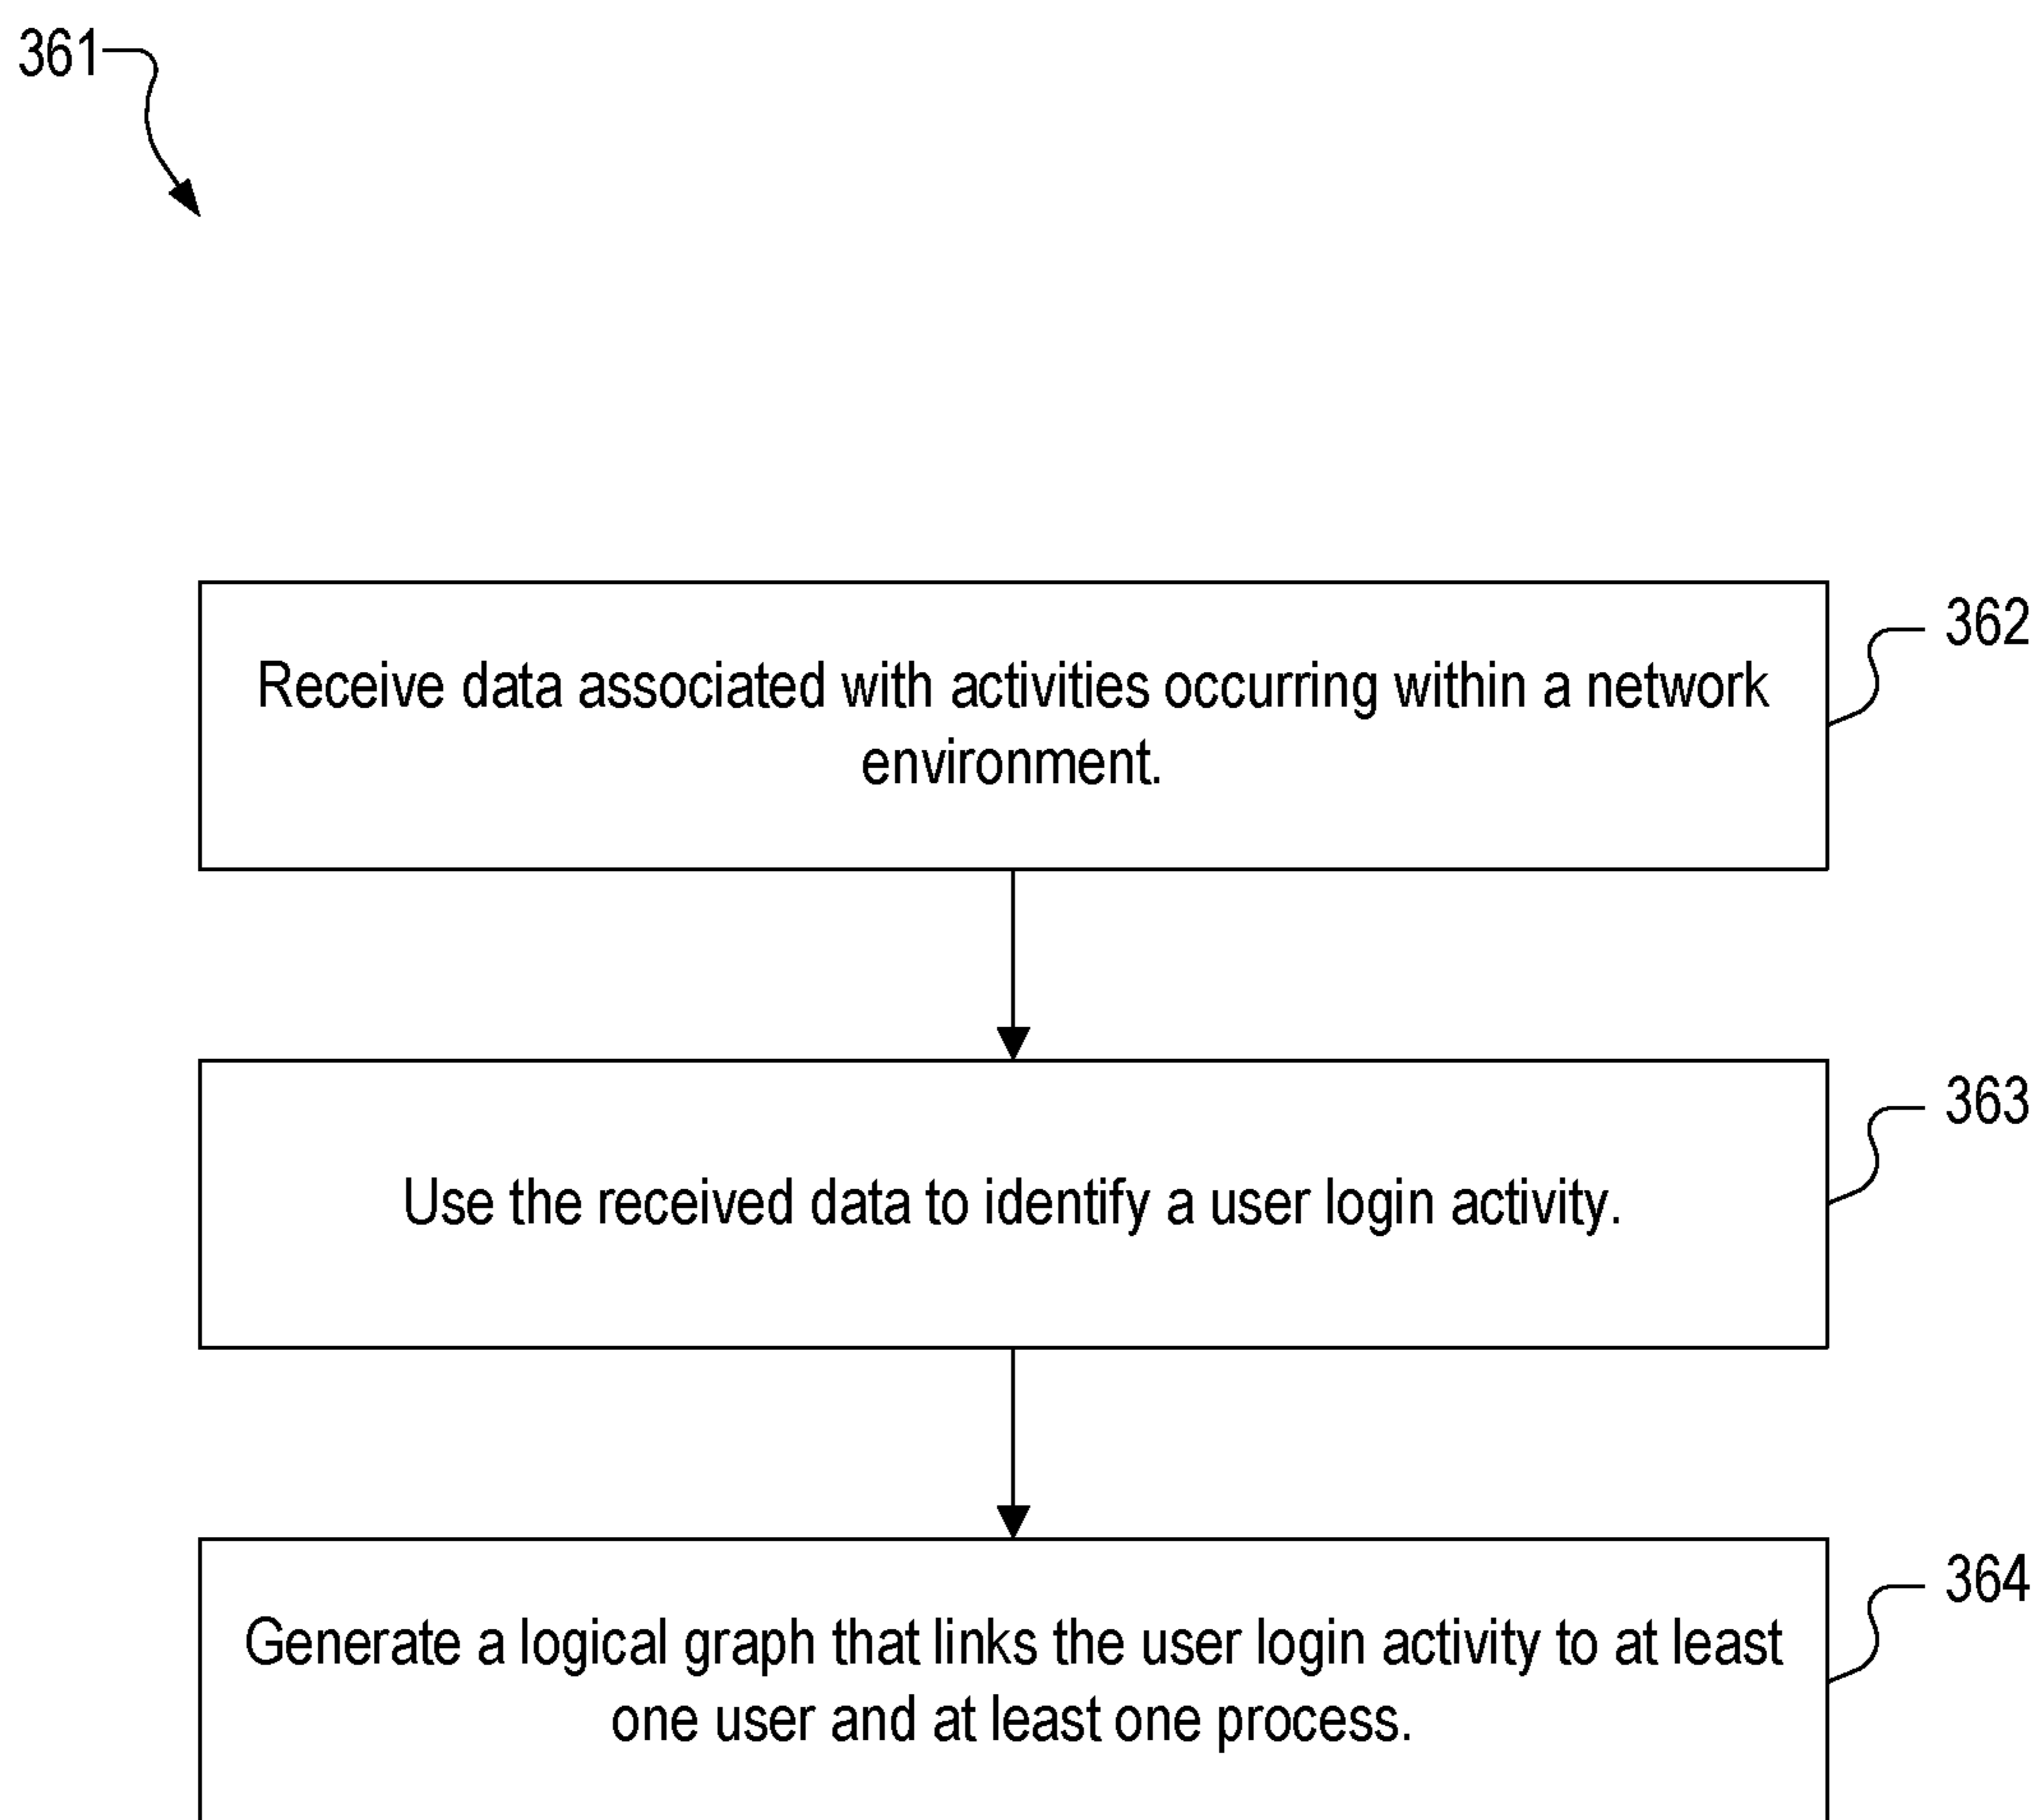 361
362
Receive data associated with activities occurring within a network
environment.
363
Use the received data to identify a user login activity.
364
Generate a logical graph that links the user login activity to at least
one user and at least one process.